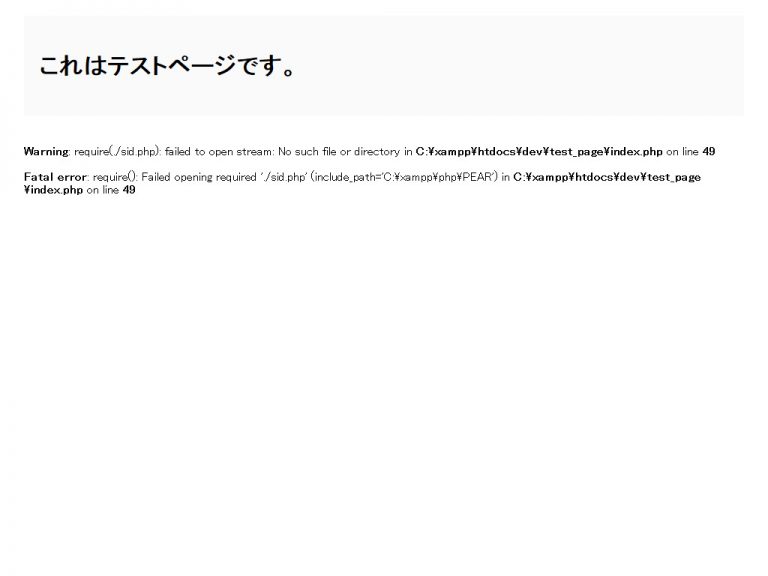 これはテストページです。
Warning: require(./sid.php): failed to open stream: No such file or directory in C:¥xampp¥htdocs¥dev¥test_page¥index.php on line 49
Fatal error: require(): Failed opening required './sid.php' (include_path='C:¥xampp¥php¥PEAR') in C:¥xampp¥htdocs¥dev¥test_page
¥index.php on line 49